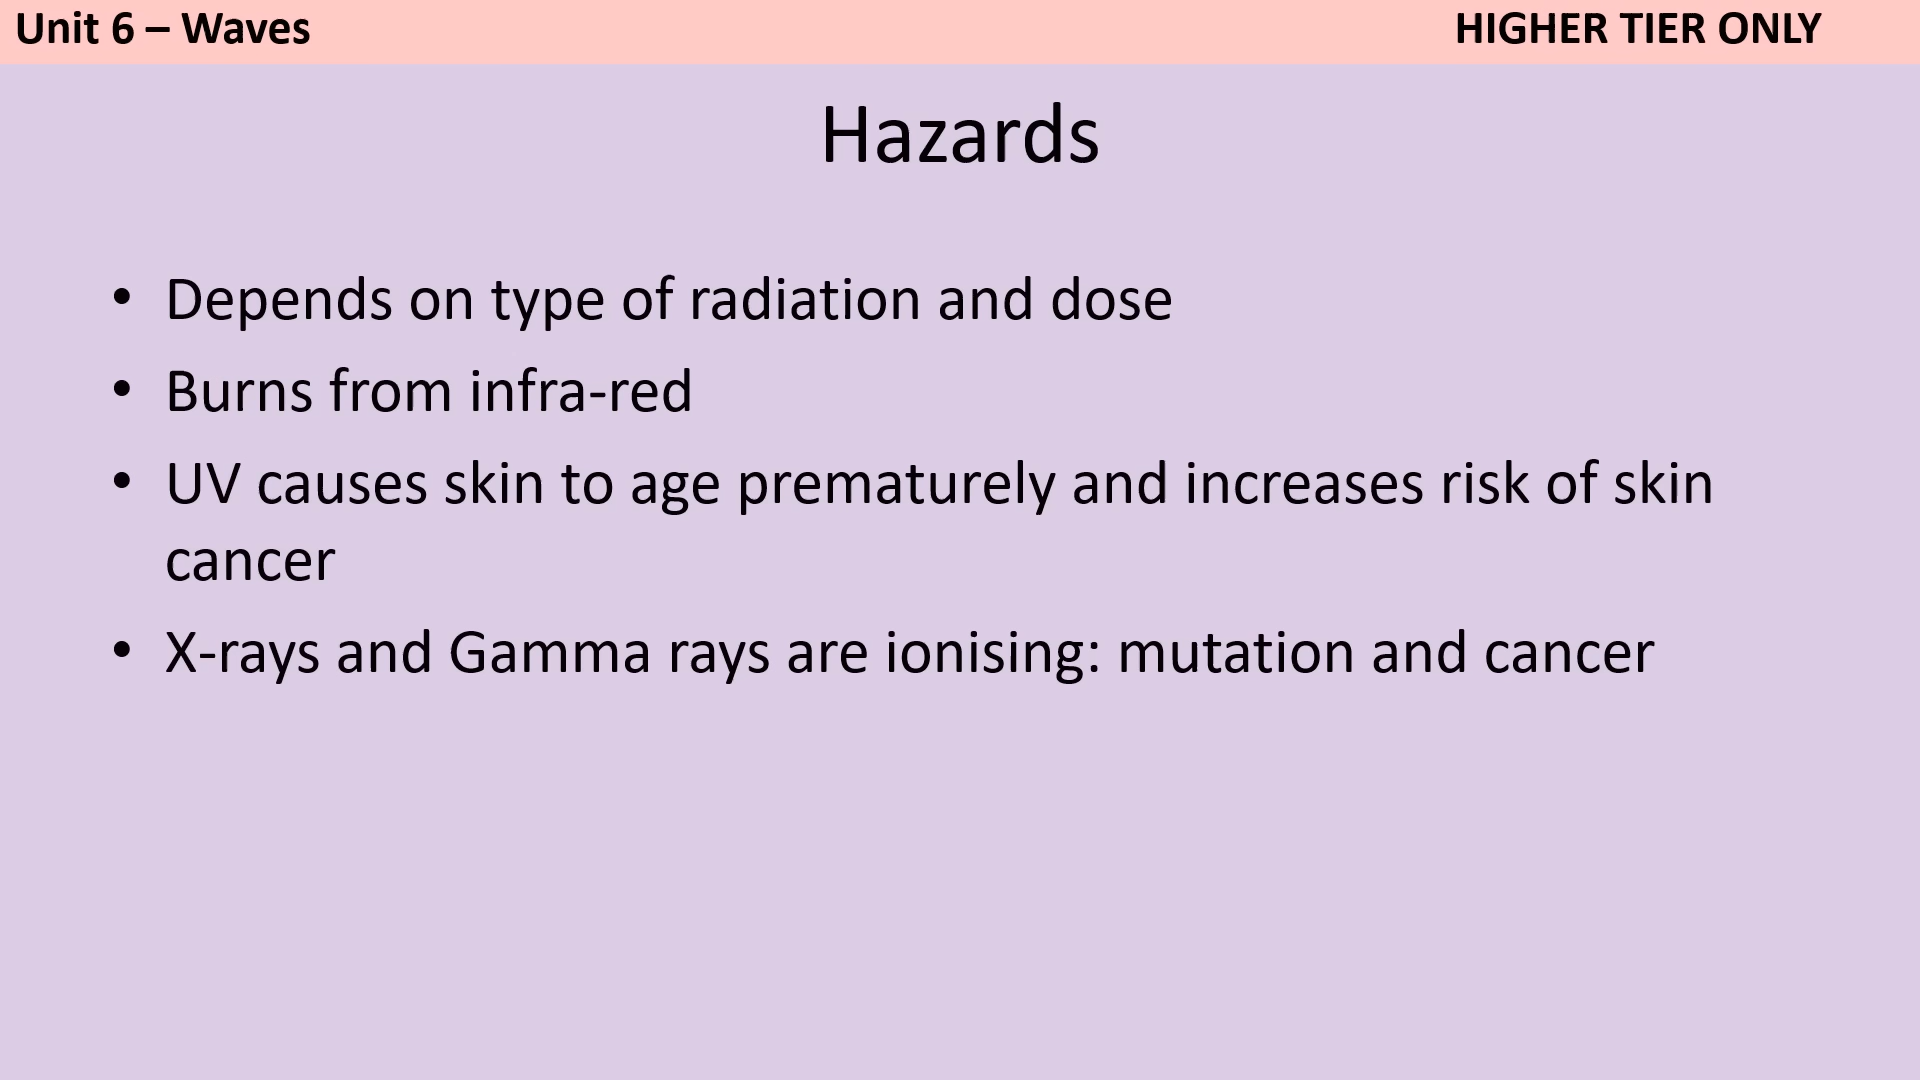 Unit 6 – Waves
HIGHER TIER ONLY
Hazards
• Depends on type of radiation and dose
• Burns from infra-red
• UV causes skin to age prematurely and increases risk of skin
cancer
• X-rays and Gamma rays are ionising: mutation and cancer